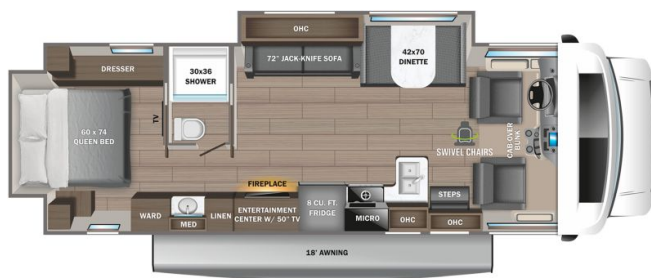 OHC
72" JACK-KNIFE SOFA
42x70
DINETTE
DRESSER
30x36
SHOWER
TV
60 x 74
QUEEN BED
SWIVEL CHAIRS
CAB OVER
BUNK
FIREPLACE
WARD
MED
LINEN
ENTERTAINMENT
CENTER W/ 50" TV
8 CU. FT.
FRIDGE
MICRO
OHC
STEPS
OHC
18' AWNING